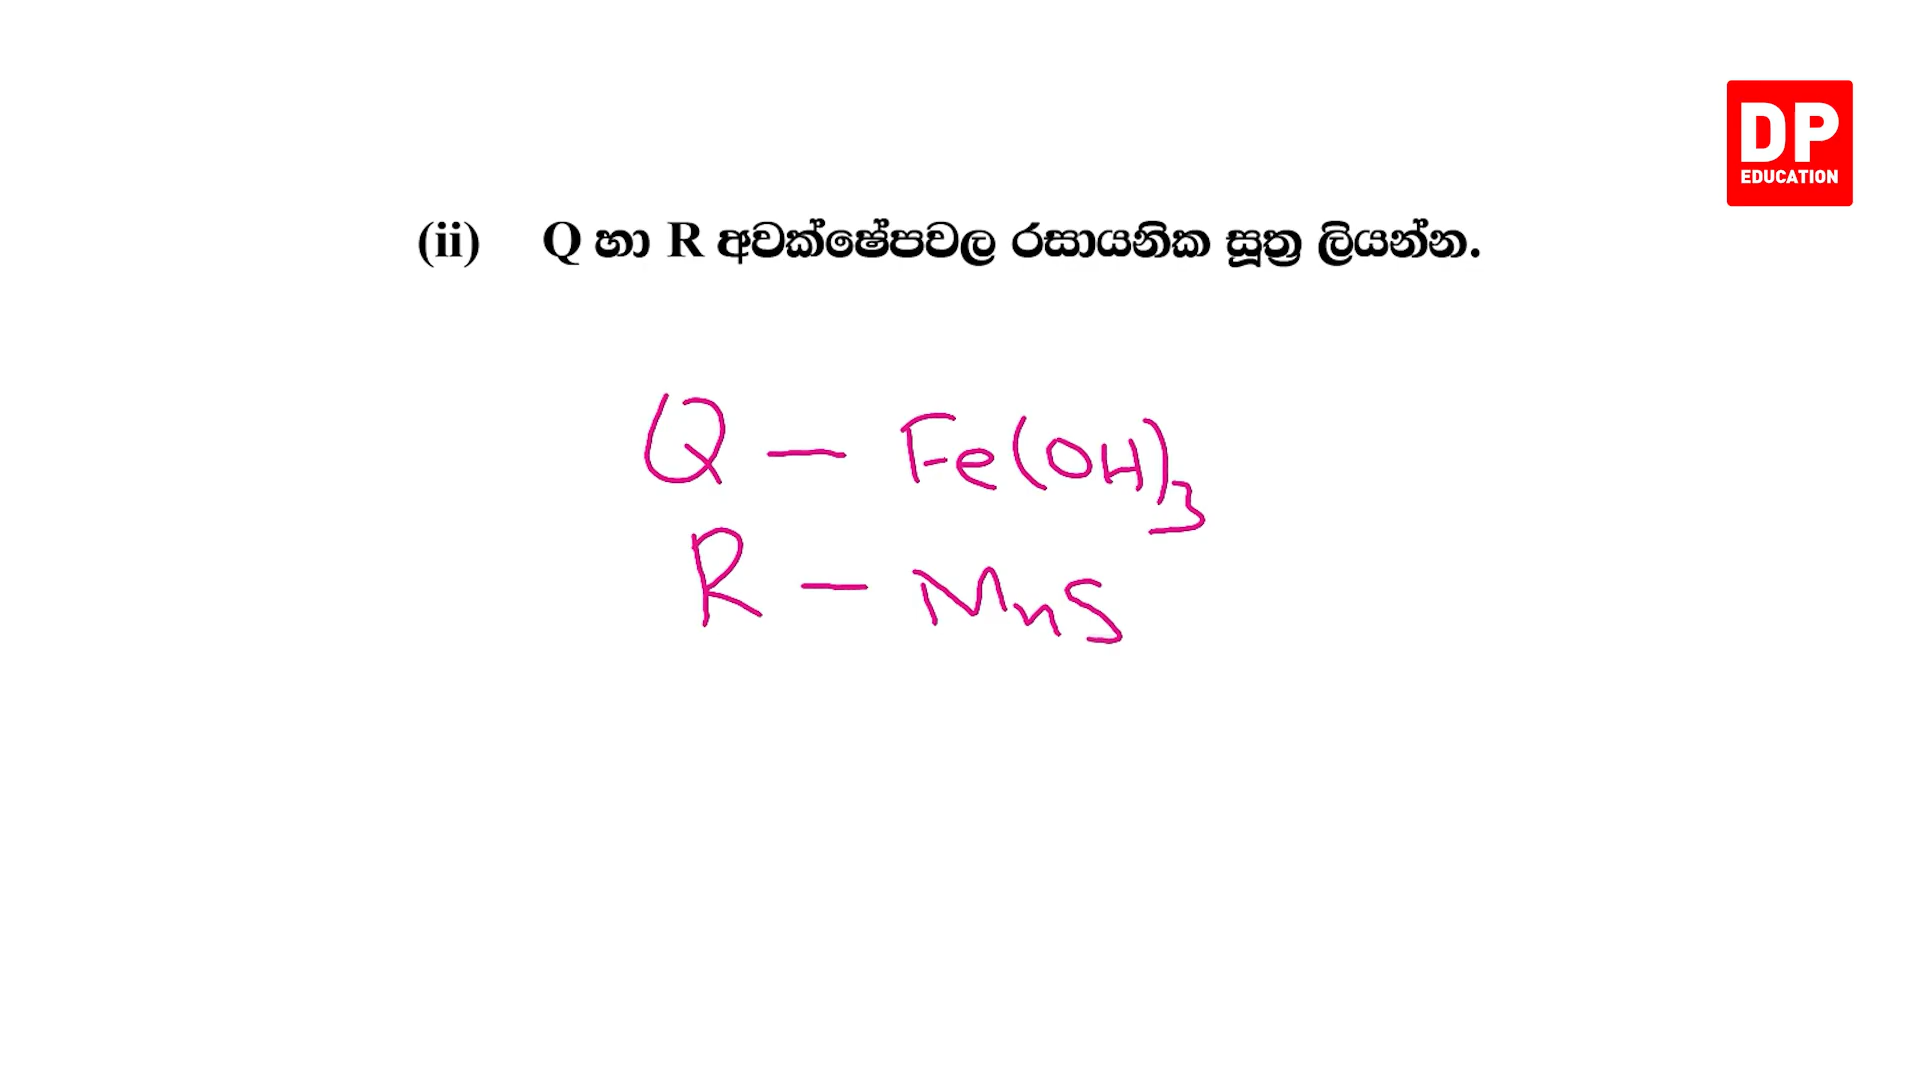 DP
EDUCATION
(ii) Q හා R අවක්ෂේපවල රසායනික සූත්‍ර ලියන්න.
Q — Fe(OH)3
R — MnS